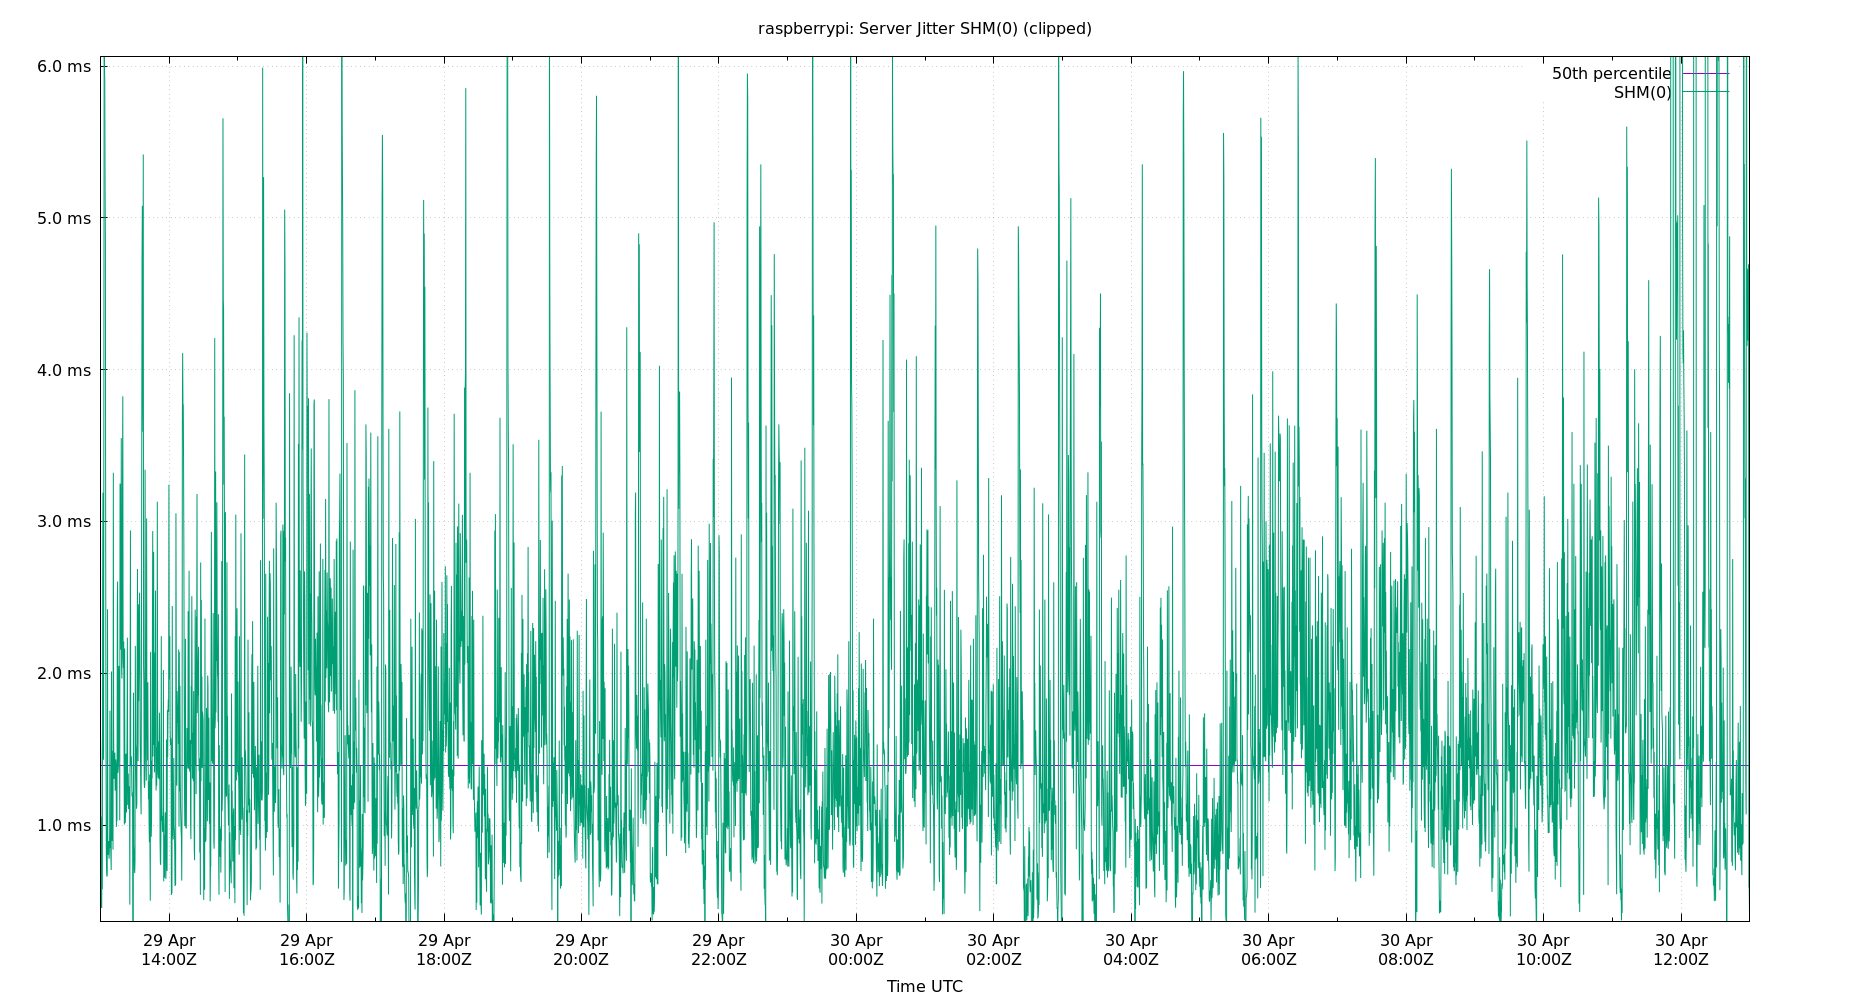 raspberrypi: Server Jitter SHM(0) (clipped)
6.0 ms
5.0 ms
4.0 ms
3.0 ms
2.0 ms
1.0 ms
50th percentile
SHM(0)
29 Apr 29 Apr 29 Apr 29 Apr 29 Apr 30 Apr 30 Apr 30 Apr 30 Apr 30 Apr 30 Apr 30 Apr
14:00Z 16:00Z 18:00Z 20:00Z 22:00Z 00:00Z 02:00Z 04:00Z 06:00Z 08:00Z 10:00Z 12:00Z
Time UTC